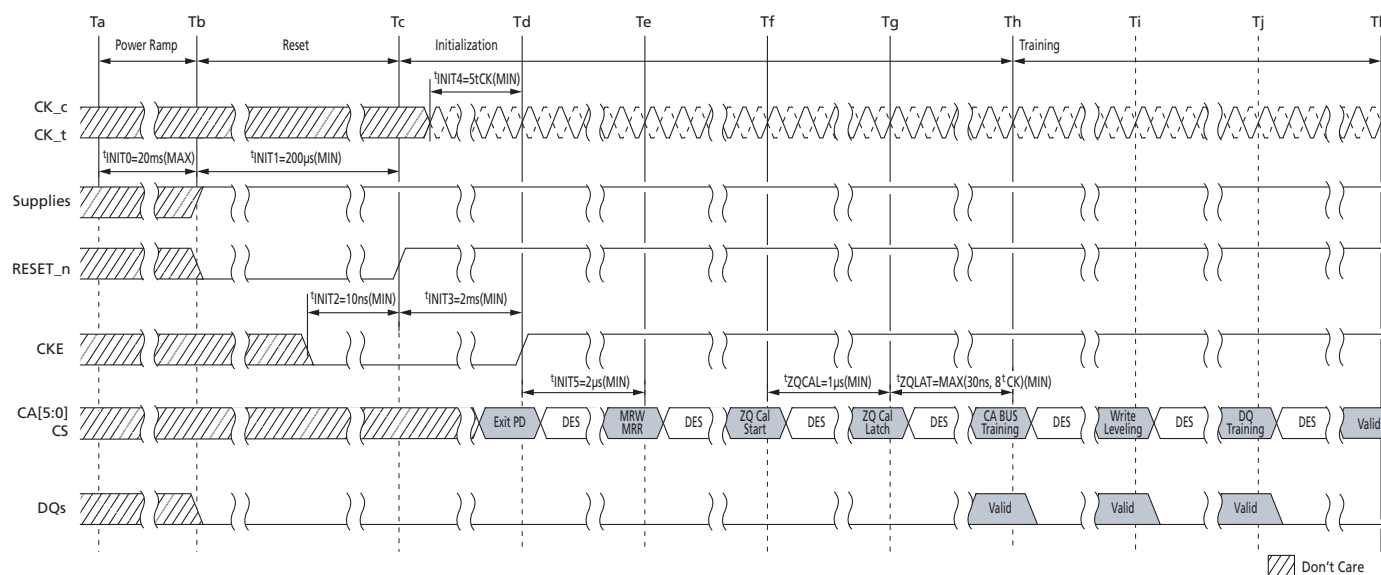 Ta Tb Tc Td Te Tf Tg Th Ti Tj
Power Ramp Reset Initialization Training
tINIT4=5tCK(MIN)
CK_c
CK_t
tINIT0=20ms(MAX) tINIT1=200µs(MIN)
Supplies
RESET_n
tINIT2=10ns(MIN) tINIT3=2ms(MIN)
CKE
tINIT5=2µs(MIN) tZQCAL=1µs(MIN) tZQLAT=MAX(30ns, 8tCK)(MIN)
CA[5:0]
CS
Exit PD DES MRW MRR DES ZQ Cal Start DES ZQ Cal Latch DES CA BUS Training DES Write Leveling DES DQ Training DES Valid
DQs Valid Valid Valid
Don't Care